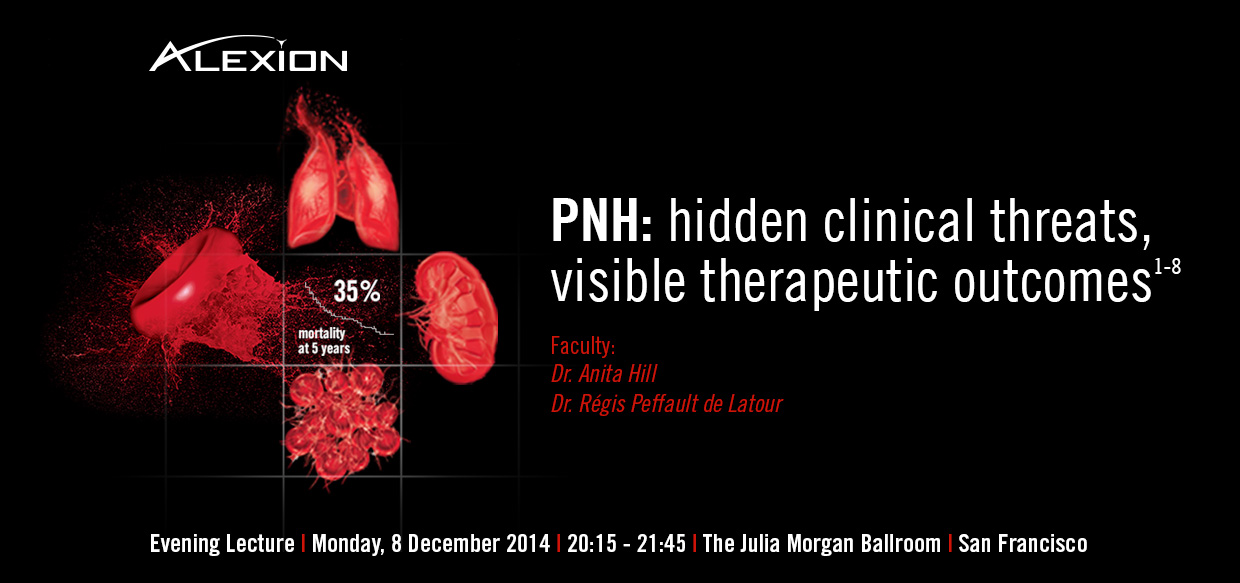 ALEXION
35%
mortality
at 5 years
PNH: hidden clinical threats,
visible therapeutic outcomes1-8
Faculty:
Dr. Anita Hill
Dr. Régis Peffault de Latour
Evening Lecture | Monday, 8 December 2014 | 20:15 - 21:45 | The Julia Morgan Ballroom | San Francisco